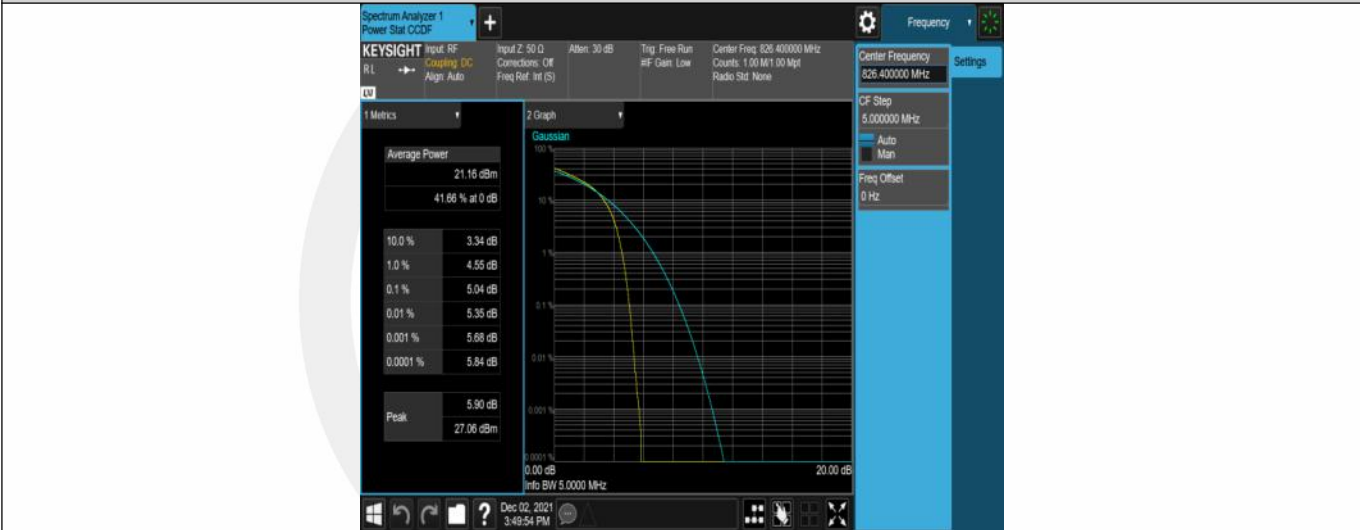 Spectrum Analyzer 1
Power Stat CCDF
+
Frequency
KEYSIGHT
RL
LV
Input: RF
Coupling: DC
Align: Auto
Input Z: 50 Ω
Corrections: Off
Freq Ref: Int (S)
Atten: 30 dB
Trig: Free Run
#IF Gain: Low
Center Freq: 826.400000 MHz
Counts: 1.00 M/1.00 Mpt
Radio Std: None
Center Frequency
826.400000 MHz
Settings
CF Step
5.000000 MHz
Auto
Man
Freq Offset
0 Hz
1 Metrics
Average Power
21.16 dBm
41.66 % at 0 dB
10.0 % 3.34 dB
1.0 % 4.55 dB
0.1 % 5.04 dB
0.01 % 5.35 dB
0.001 % 5.68 dB
0.0001 % 5.84 dB
Peak
5.90 dB
27.06 dBm
2 Graph
Gaussian
100 %
10 %
1 %
0.1 %
0.01 %
0.001 %
0.0001 %
0.00 dB 20.00 dB
Info BW 5.0000 MHz
?
Dec 02, 2021
3:49:54 PM